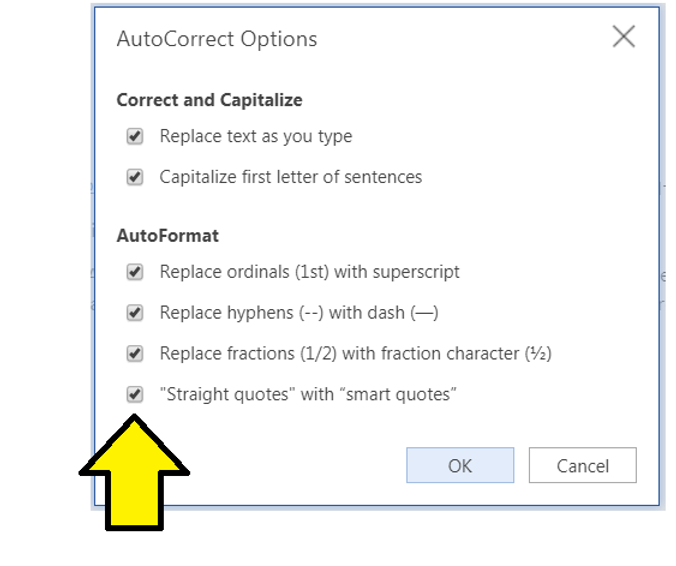 AutoCorrect Options
Correct and Capitalize
Replace text as you type
Capitalize first letter of sentences
AutoFormat
Replace ordinals (1st) with superscript
Replace hyphens (--) with dash (—)
Replace fractions (1/2) with fraction character (½)
"Straight quotes" with “smart quotes”
OK
Cancel